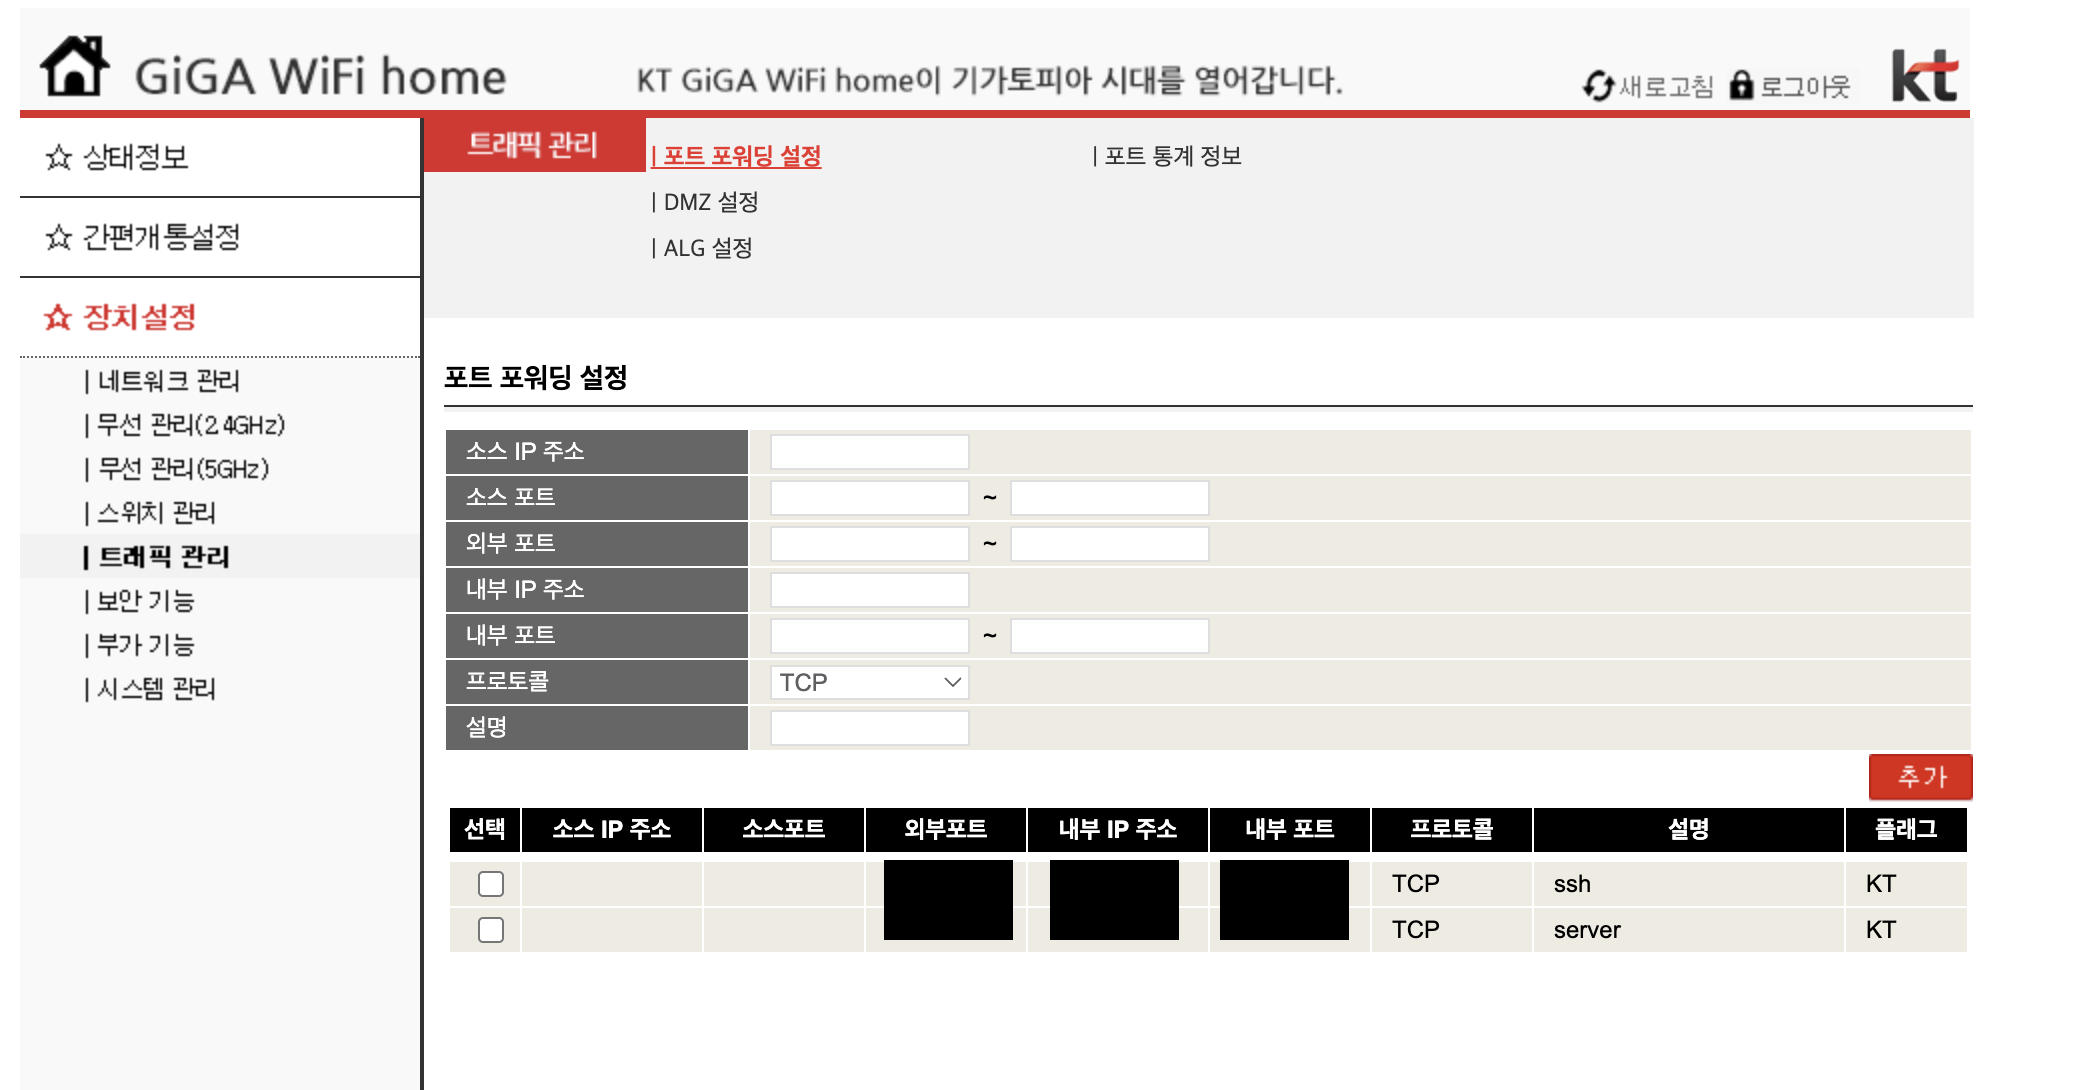 GiGA WiFi home
KT GiGA WiFi home이 기가토피아 시대를 열어갑니다.
새로고침
로그아웃
kt
☆ 상태정보
☆ 간편개통설정
☆ 장치설정
| 네트워크 관리
| 무선 관리(2.4GHz)
| 무선 관리(5GHz)
| 스위치 관리
| 트래픽 관리
| 보안 기능
| 부가 기능
| 시스템 관리
트래픽 관리
| 포트 포워딩 설정
| 포트 통계 정보
| DMZ 설정
| ALG 설정
포트 포워딩 설정
소스 IP 주소
소스 포트 ~
외부 포트 ~
내부 IP 주소
내부 포트 ~
프로토콜 TCP
설명
추가
선택 소스 IP 주소 소스포트 외부포트 내부 IP 주소 내부 포트 프로토콜 설명 플래그
TCP ssh KT
TCP server KT